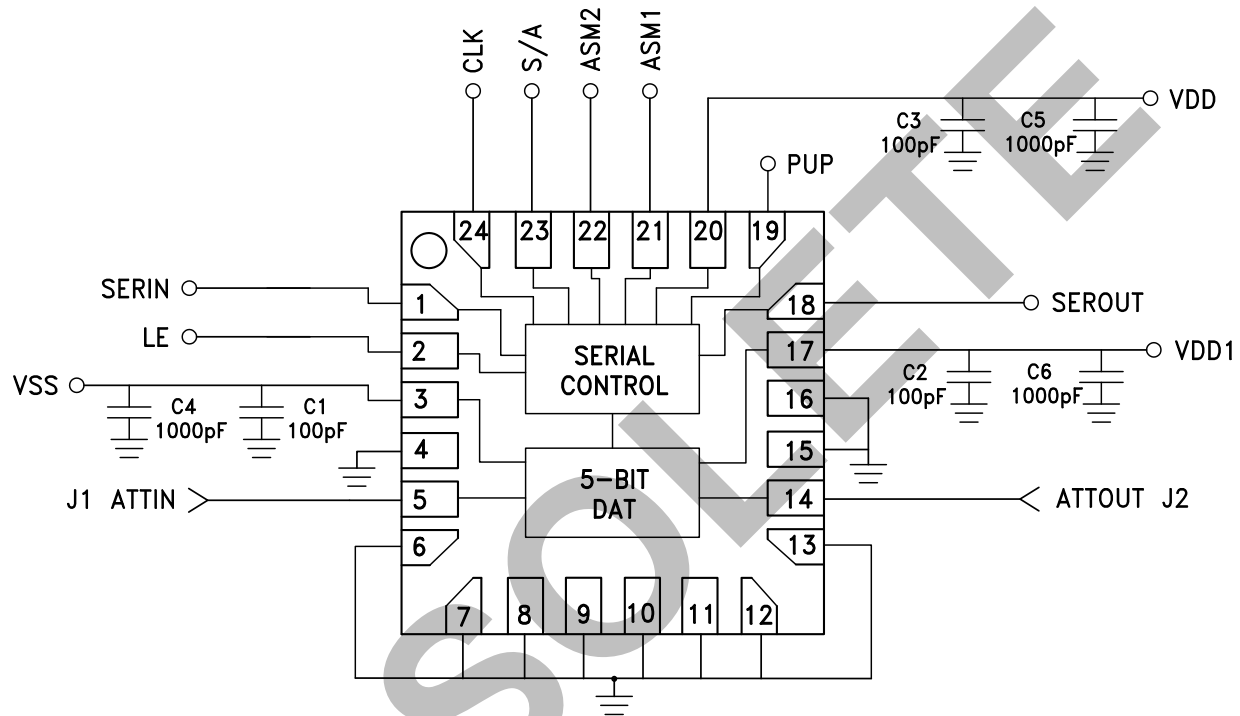 CLK
S/A
ASM2
ASM1
VDD
C3
100pF
C5
1000pF
PUP
24
23
22
21
20
19
SERIN
1
18
SEROUT
LE
2
SERIAL
CONTROL
17
VDD1
VSS
3
16
C4
1000pF
C1
100pF
C2
100pF
C6
1000pF
4
15
J1 ATTIN
5
5-BIT
DAT
14
ATTOUT J2
6
13
7
8
9
10
11
12
SOLETE